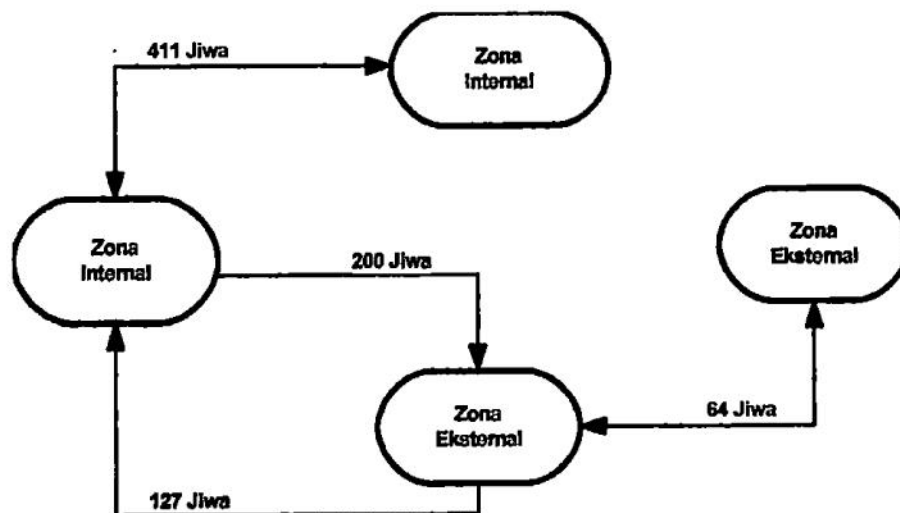 411 Jiwa
Zona
Internal
Zona
Internal
200 Jiwa
Zona
Eksternal
Zona
Eksternal
64 Jiwa
127 Jiwa